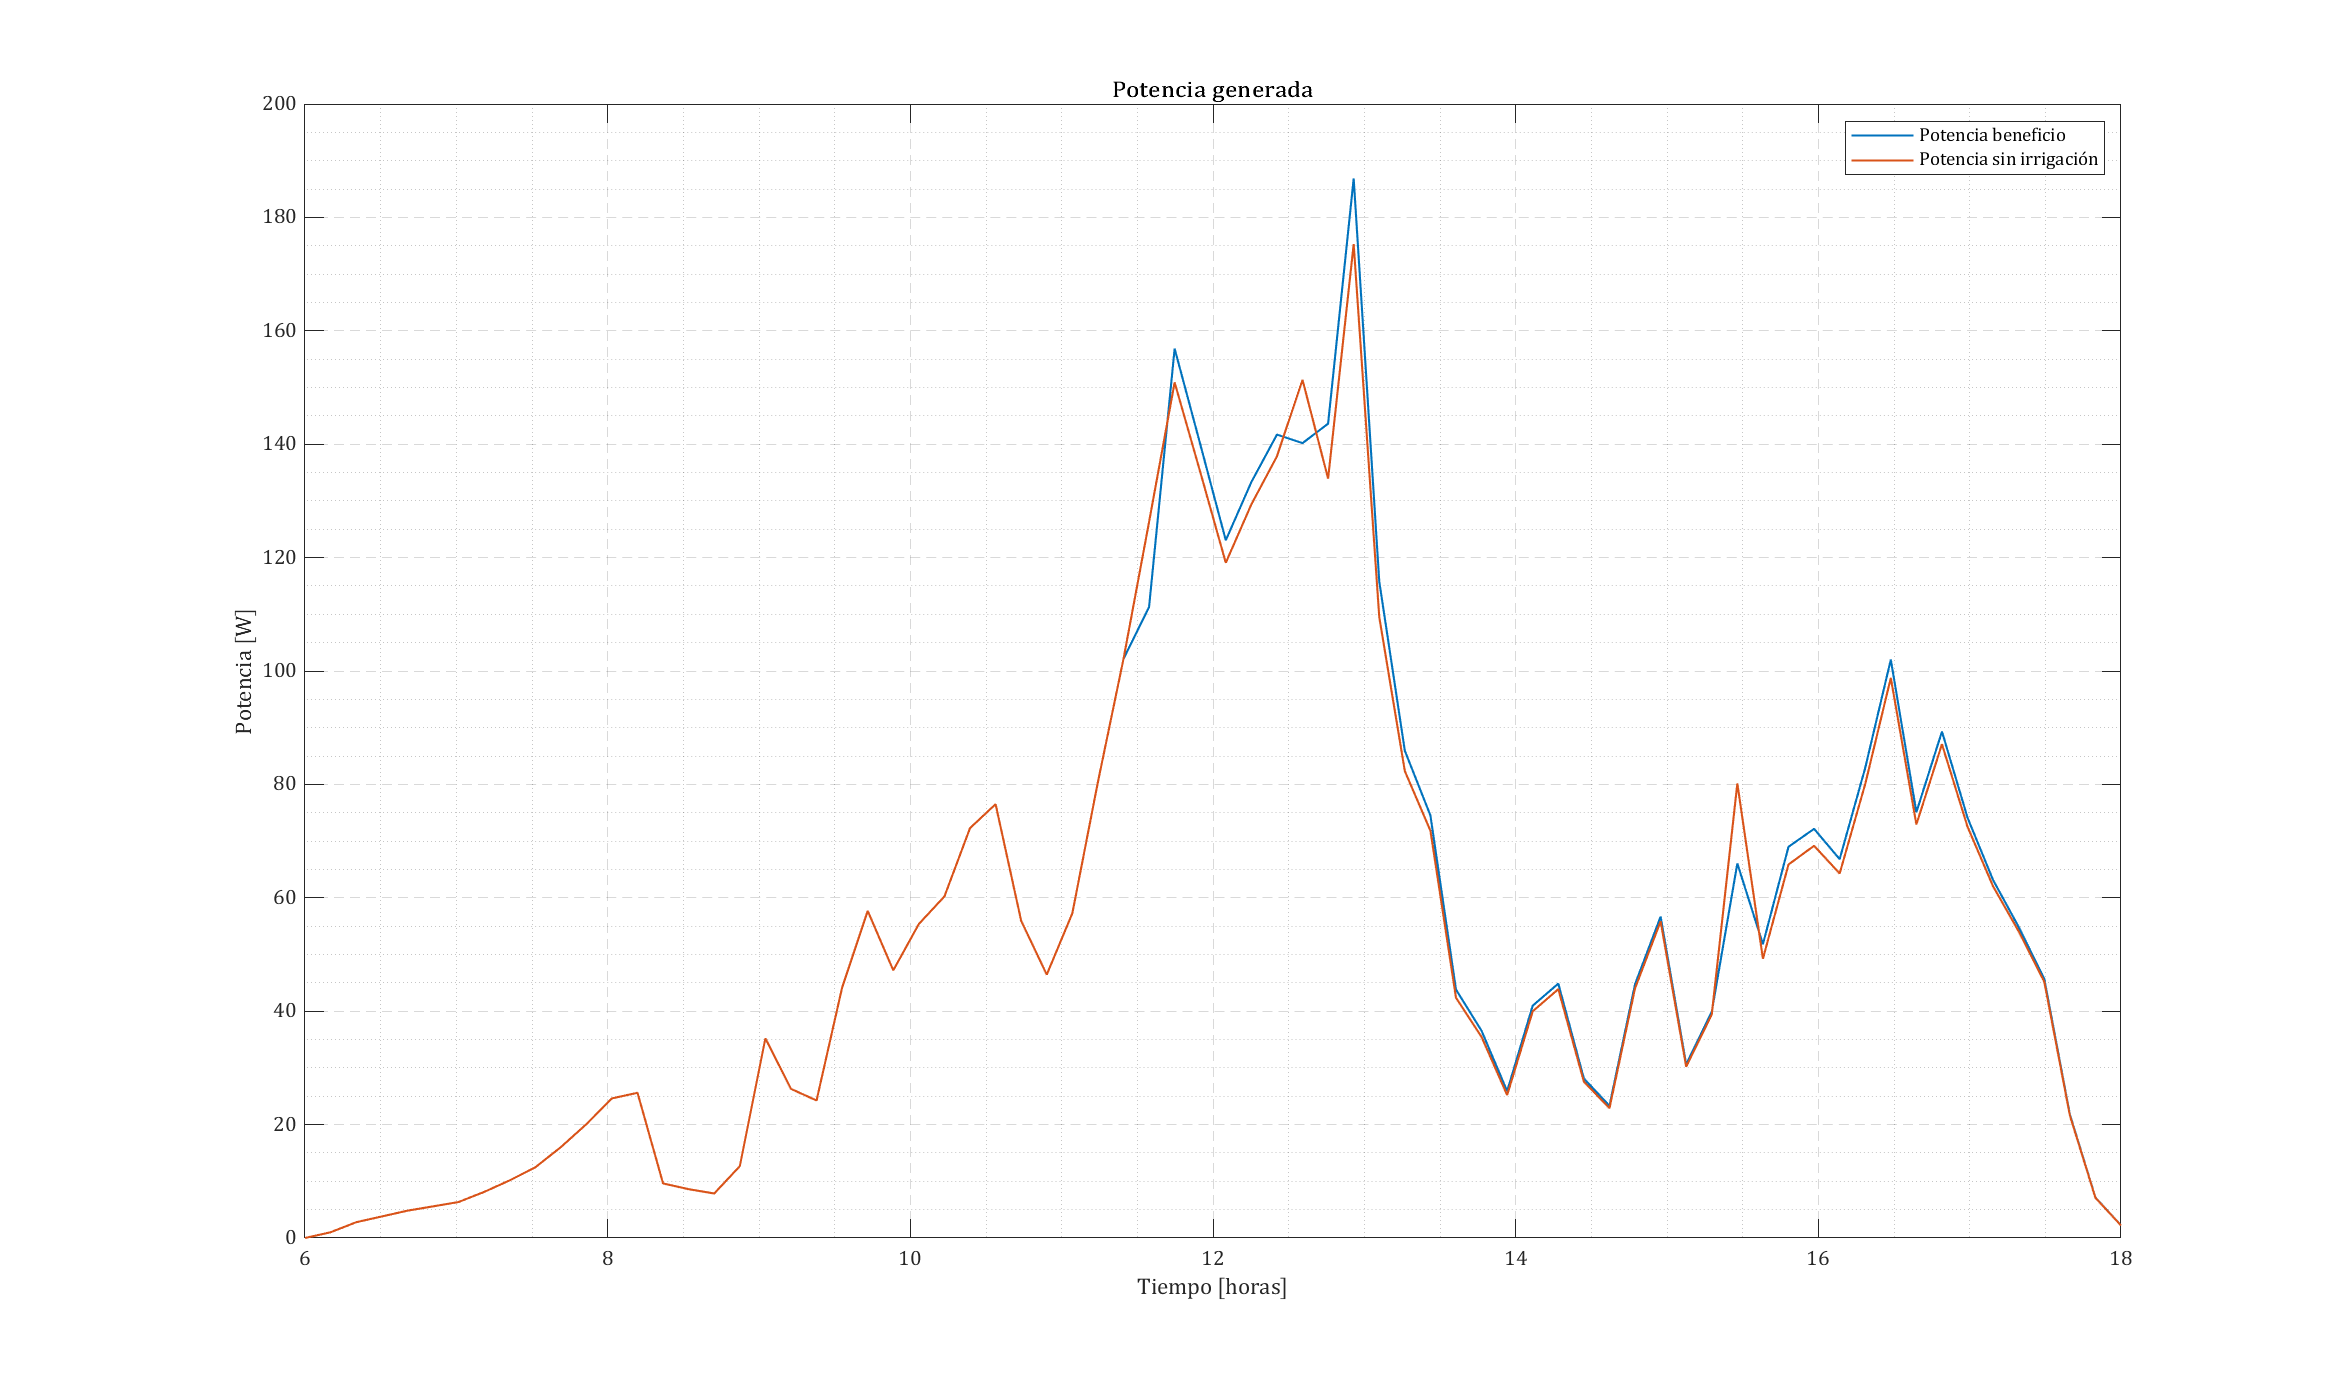 Potencia generada
200
180
160
140
120
100
80
60
40
20
0
Potencia [W]
Potencia beneficio
Potencia sin irrigación
6 8 10 12 14 16 18
Tiempo [horas]